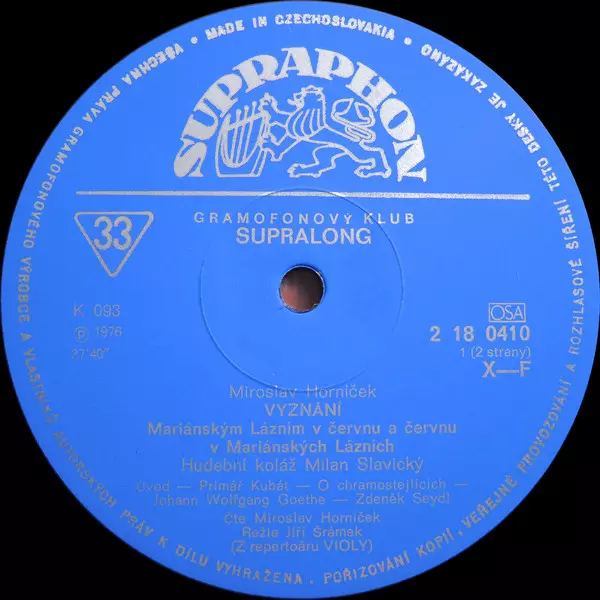 VŠECHNA PRÁVA GRAMOFONOVÉHO VÝROBCE A VLASTNÍKŮ AUTORSKÝCH PRÁV K DÍLU VYHRAŽENA. POŘIZOVÁNÍ KOPIÍ, VEŘEJNÉ PROVOZOVÁNÍ A ROZHLASOVÉ ŠÍŘENÍ TÉTO DESKY JE ZAKÁZÁNO • MADE IN CZECHOSLOVAKIA •
SUPRAPHON
GRAMOFONOVÝ KLUB
SUPRALONG
33
K 093
Ⓟ 1976
27'40"
OSA
2 18 0410
1 (2 strany)
X—F
Miroslav Horníček
VYZNÁNÍ
Mariánským Lázním v červnu a červnu
v Mariánských Lázních
Hudební koláž Milan Slavický
Úvod — Primář Kubát — O chramostejlících —
Johann Wolfgang Goethe — Zdeněk Seydl
Čte Miroslav Horníček
Režie Jiří Šrámek
(Z repertoáru VIOLY)